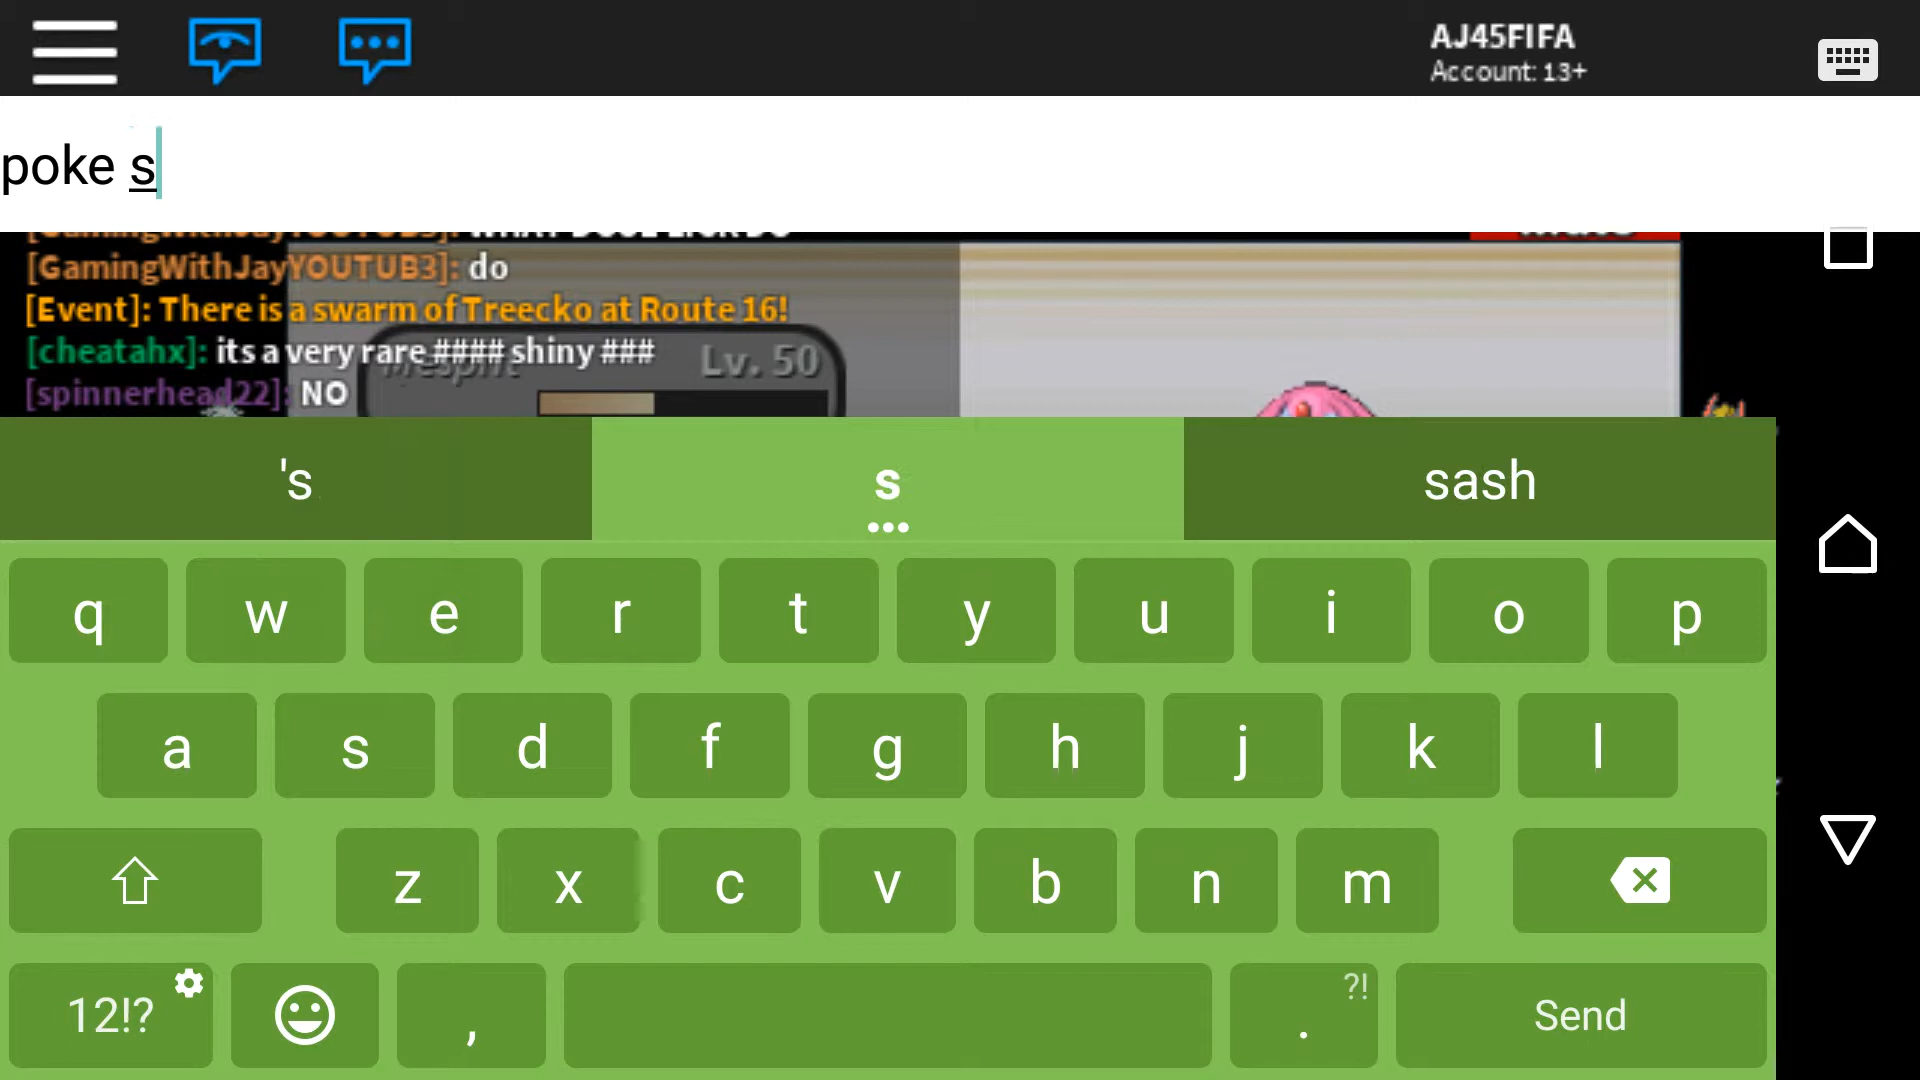 AJ45FIFA
Account: 13+
poke s
[GamingWithJayYOUTUB3]: do
[Event]: There is a swarm of Treecko at Route 16!
[cheatahx]: its a very rare #### shiny ###
Mesprit Lv. 50
[spinnerhead22]: NO
's s sash
q w e r t y u i o p
a s d f g h j k l
z x c v b n m
12!? , ?! . Send